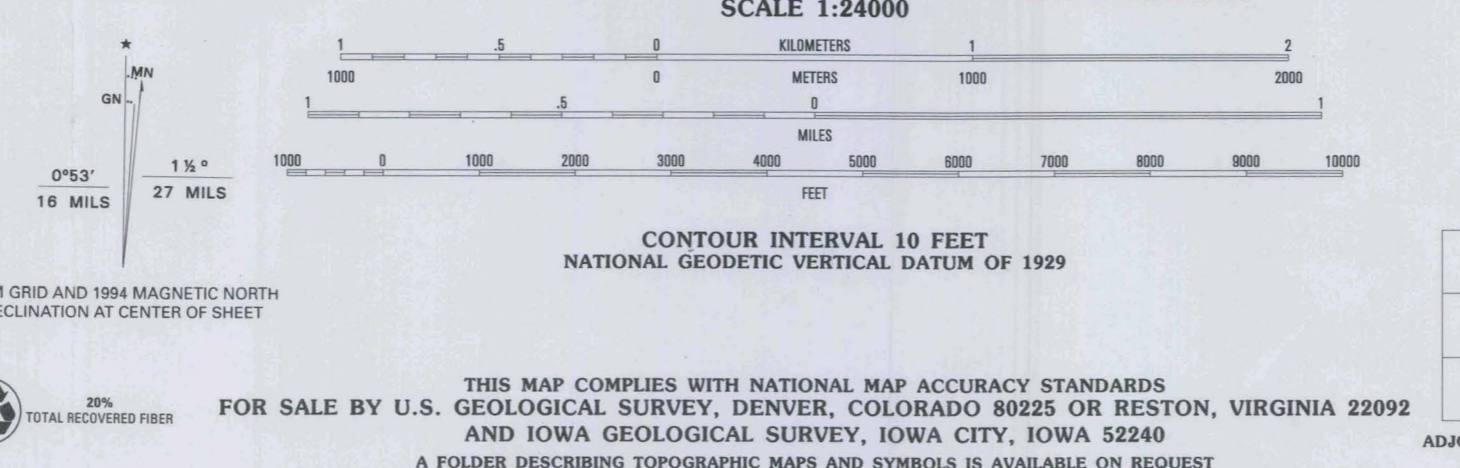 SCALE 1:24000
1 .5 0 KILOMETERS 1 2
1000 0 METERS 1000 2000
1 .5 0 1
MILES
1000 0 1000 2000 3000 4000 5000 6000 7000 8000 9000 10000
FEET
★
MN
GN
0°53′ 1 ½ °
16 MILS 27 MILS
CONTOUR INTERVAL 10 FEET
NATIONAL GEODETIC VERTICAL DATUM OF 1929
GRID AND 1994 MAGNETIC NORTH
AT CENTER OF SHEET
20%
TOTAL RECOVERED FIBER
THIS MAP COMPLIES WITH NATIONAL MAP ACCURACY STANDARDS
FOR SALE BY U.S. GEOLOGICAL SURVEY, DENVER, COLORADO 80225 OR RESTON, VIRGINIA 22092
AND IOWA GEOLOGICAL SURVEY, IOWA CITY, IOWA 52240
A FOLDER DESCRIBING TOPOGRAPHIC MAPS AND SYMBOLS IS AVAILABLE ON REQUEST